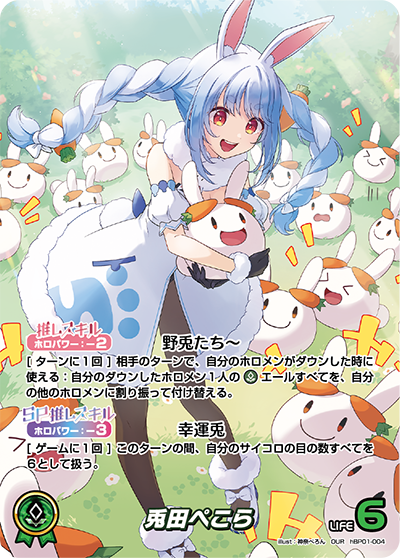 推しスキル
ホロパワー：－2
野兎たち～
[ ターンに１回 ] 相手のターンで、自分のホロメンがダウンした時に
使える：自分のダウンしたホロメン１人の エールすべてを、自分
の他のホロメンに割り振って付け替える。
SP推しスキル
ホロパワー：－3
幸運兎
[ ゲームに１回 ] このターンの間、自分のサイコロの目の数すべてを
６として扱う。
兎田ぺこら
LIFE 6
illust：神奈ぺろん OUR hBP01-004